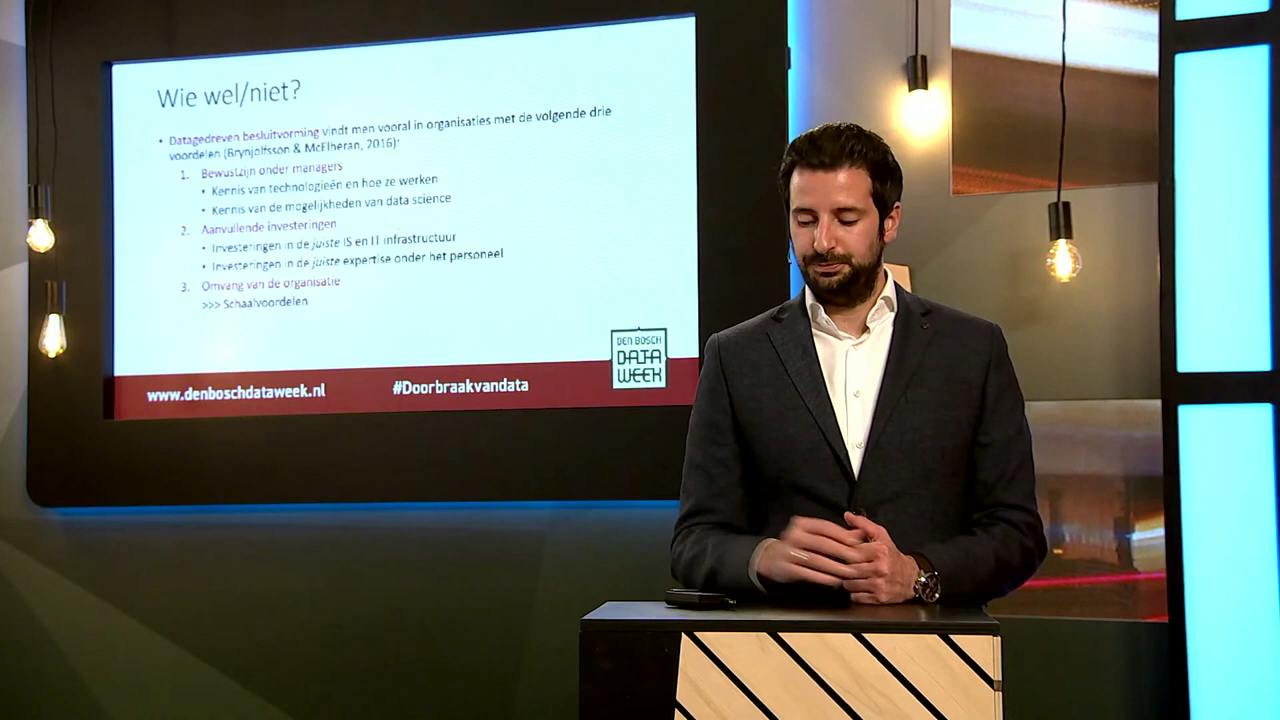 Wie wel/niet?
• Datagedreven besluitvorming vindt men vooral in organisaties met de volgende drie
voordelen (Brynjolfsson & McElheran, 2016):
1. Bewustzijn onder managers
• Kennis van technologieën en hoe ze werken
• Kennis van de mogelijkheden van data science
2. Aanvullende investeringen
• Investeringen in de juiste IS en IT infrastructuur
• Investeringen in de juiste expertise onder het personeel
3. Omvang van de organisatie
>>> Schaalvoordelen
DEN BOSCH
DATA
WEEK
www.denboschdataweek.nl #Doorbraakvandata